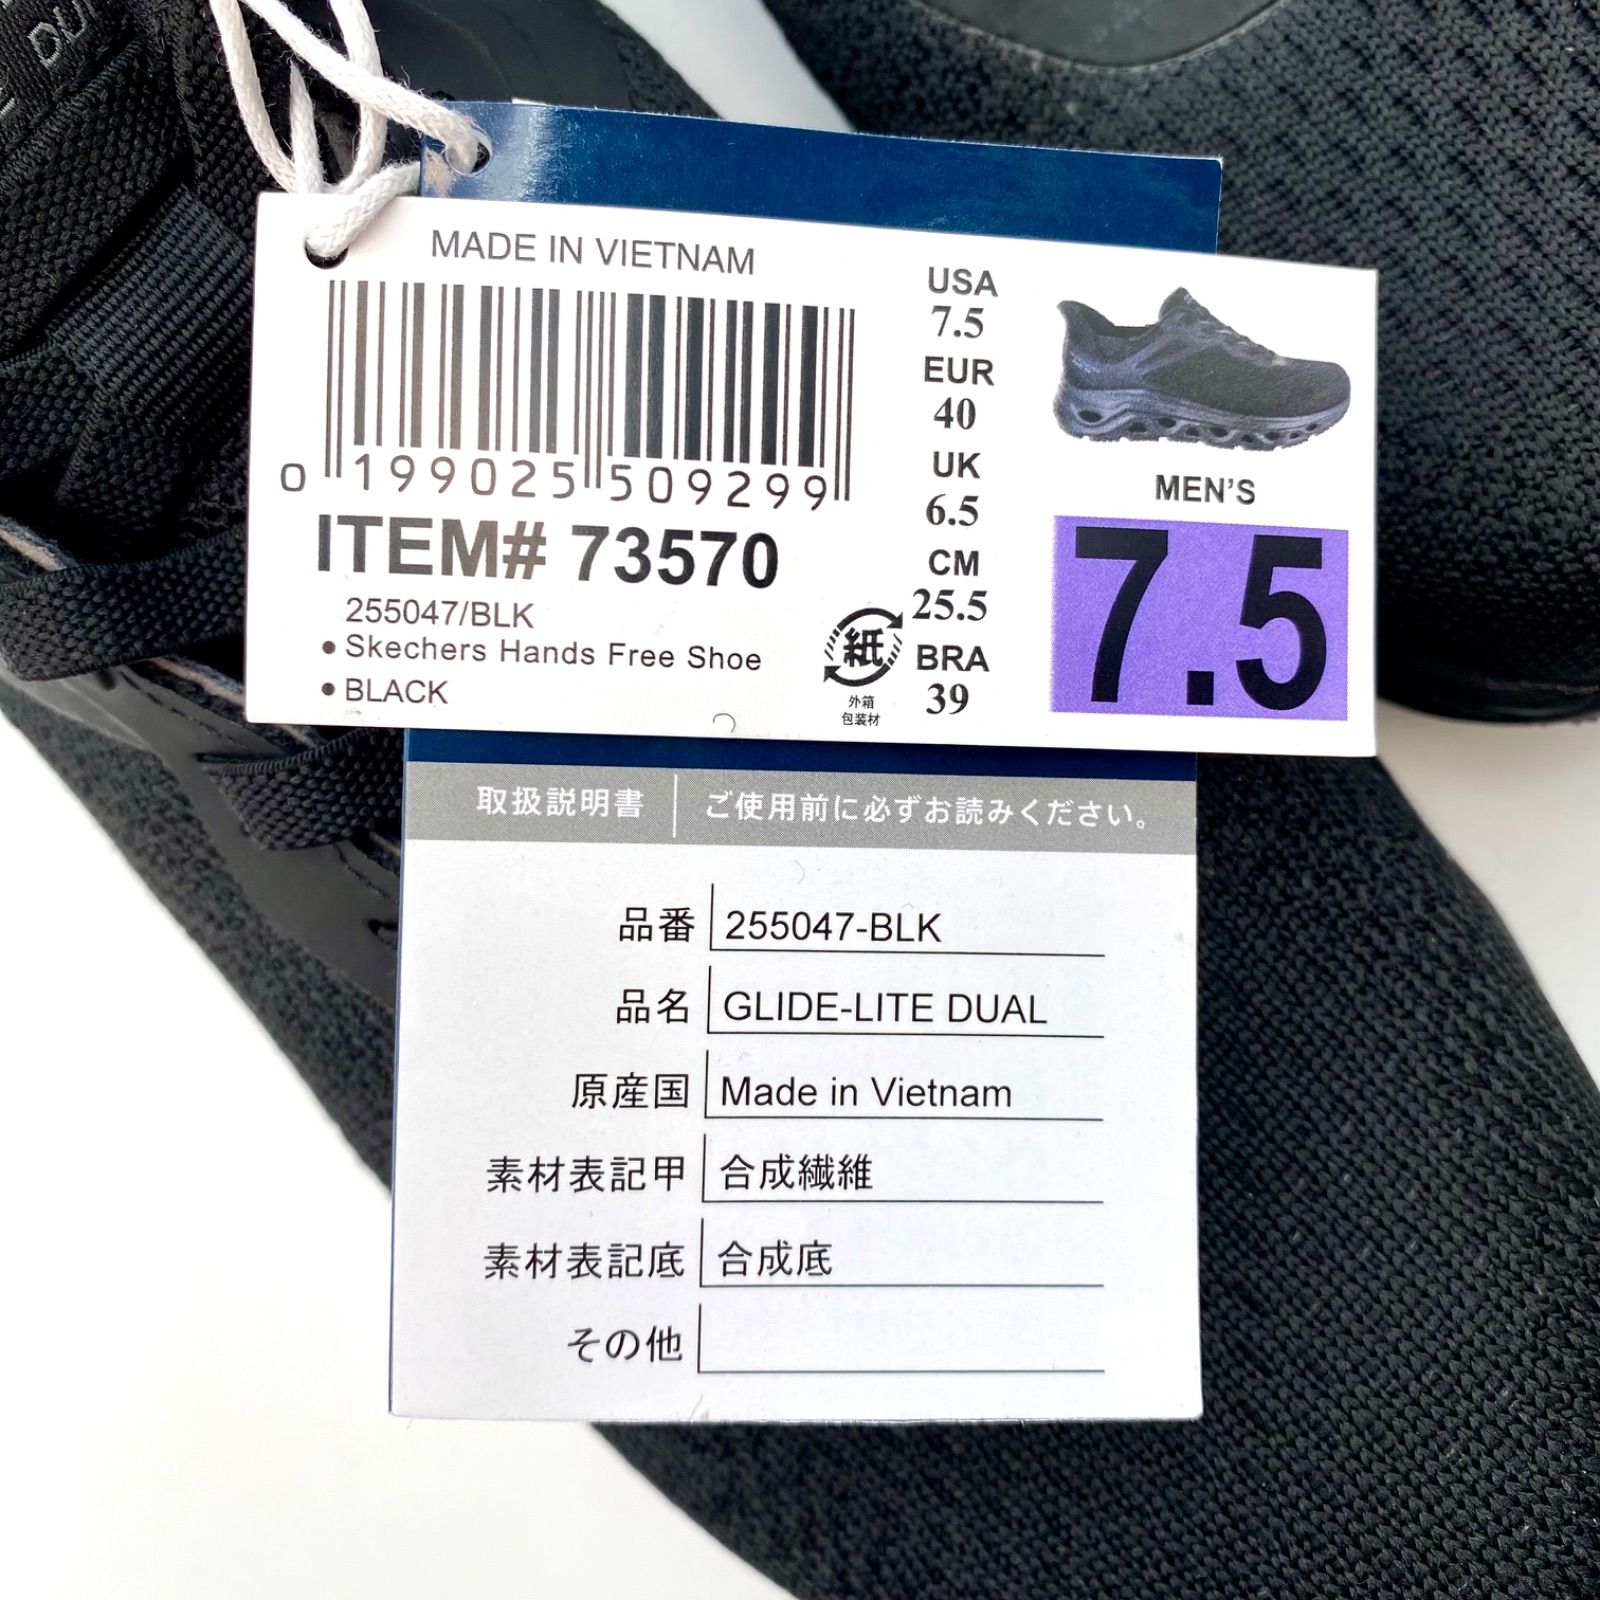 MADE IN VIETNAM
0 199025 509299
ITEM# 73570
255047/BLK
• Skechers Hands Free Shoe
• BLACK
紙
外箱
包装材
USA
7.5
EUR
40
UK
6.5
CM
25.5
BRA
39
MEN'S
7.5
取扱説明書 ご使用前に必ずお読みください。
品番 255047-BLK
品名 GLIDE-LITE DUAL
原産国 Made in Vietnam
素材表記甲 合成繊維
素材表記底 合成底
その他